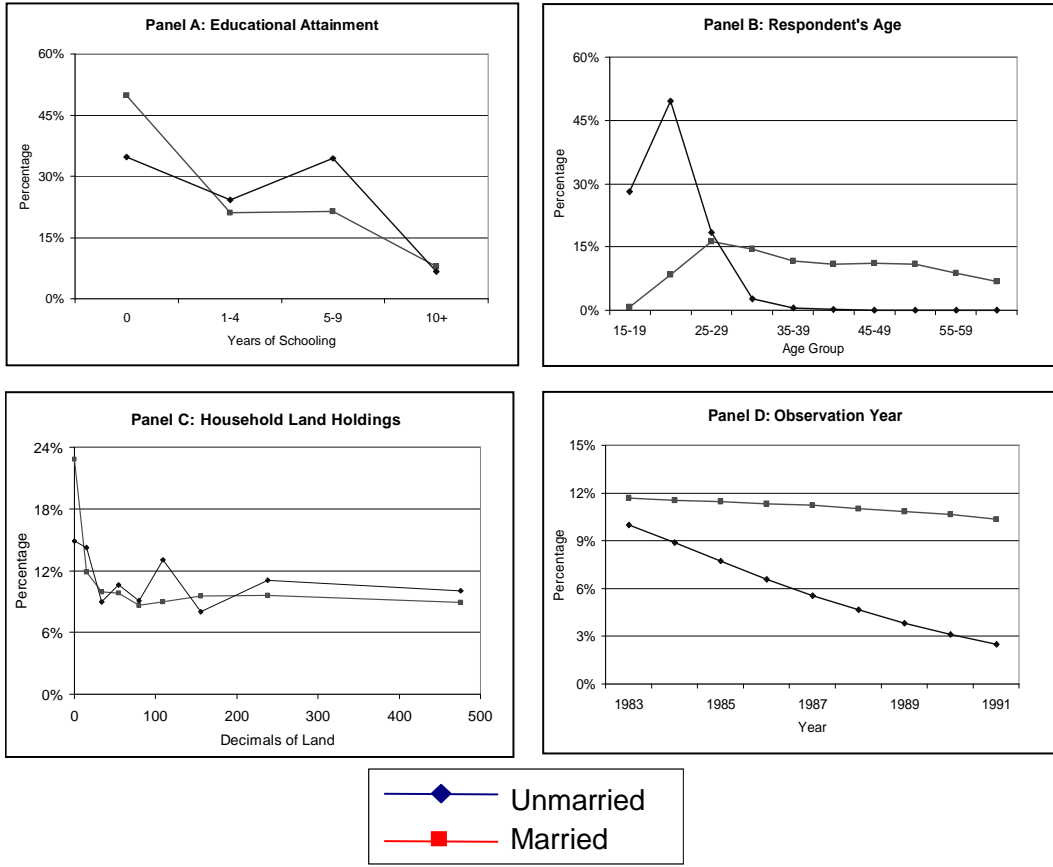 Panel A: Educational Attainment
60%
45%
30%
15%
0%
Percentage
0 1-4 5-9 10+
Years of Schooling
Panel B: Respondent's Age
60%
45%
30%
15%
0%
Percentage
15-19 25-29 35-39 45-49 55-59
Age Group
Panel C: Household Land Holdings
24%
18%
12%
6%
0%
Percentage
0 100 200 300 400 500
Decimals of Land
Panel D: Observation Year
15%
12%
9%
6%
3%
0%
Percentage
1983 1985 1987 1989 1991
Year
Unmarried
Married